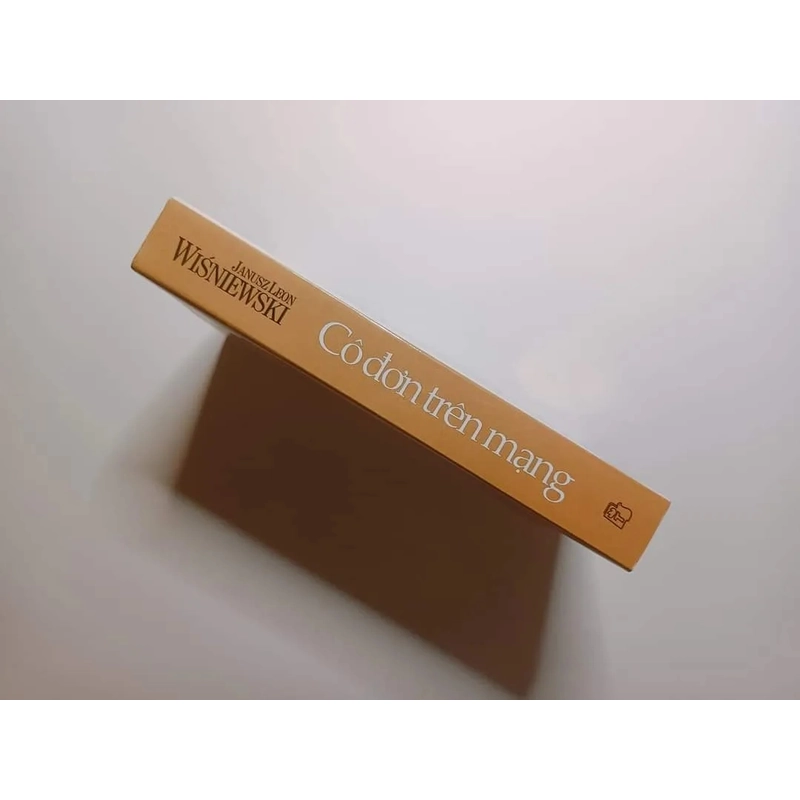 JANUSZ LEON
WIŚNIEWSKI
Cô đơn trên mạng